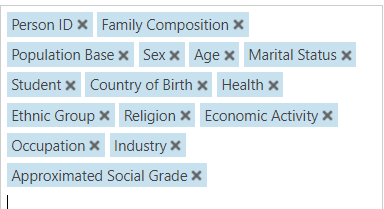 Person ID × Family Composition ×
Population Base × Sex × Age × Marital Status ×
Student × Country of Birth × Health ×
Ethnic Group × Religion × Economic Activity ×
Occupation × Industry ×
Approximated Social Grade ×